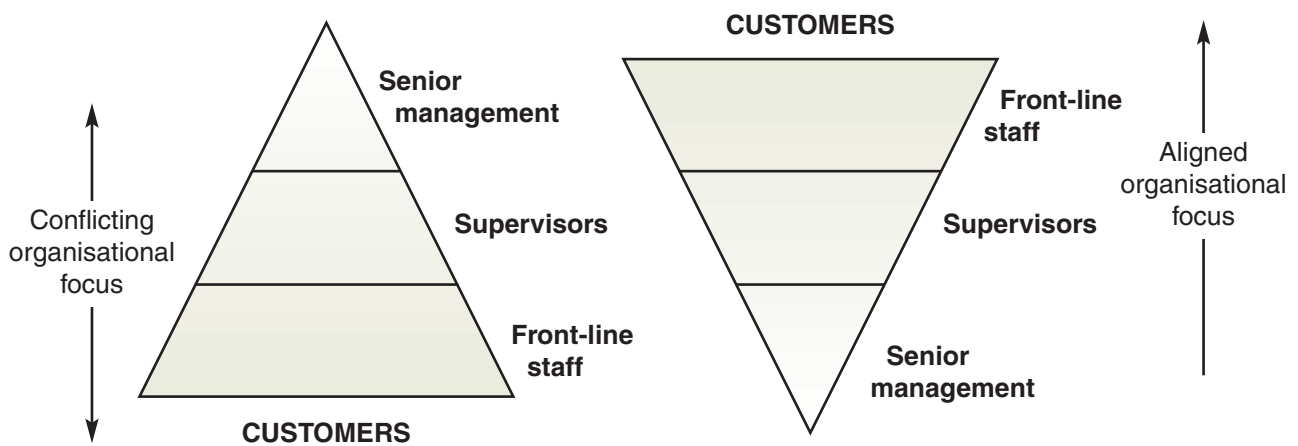 Conflicting
organisational
focus
Senior
management
Supervisors
Front-line
staff
CUSTOMERS
CUSTOMERS
Front-line
staff
Supervisors
Senior
management
Aligned
organisational
focus